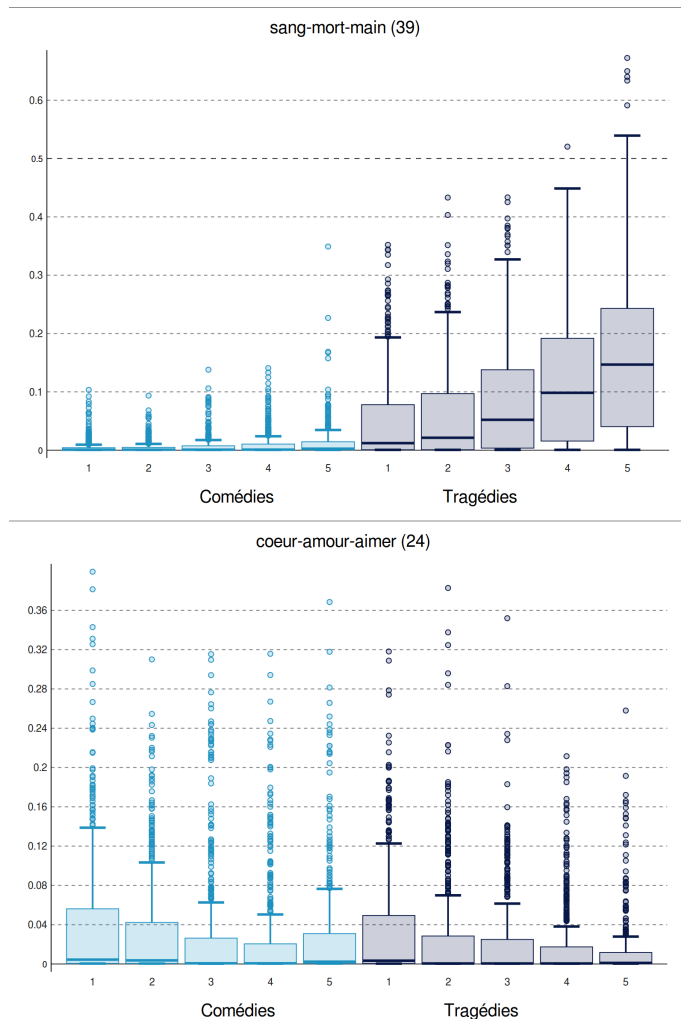 sang-mort-main (39)
0.6
0.5
0.4
0.3
0.2
0.1
0
1 2 3 4 5 1 2 3 4 5
Comédies Tragédies
coeur-amour-aimer (24)
0.36
0.32
0.28
0.24
0.2
0.16
0.12
0.08
0.04
0
1 2 3 4 5 1 2 3 4 5
Comédies Tragédies